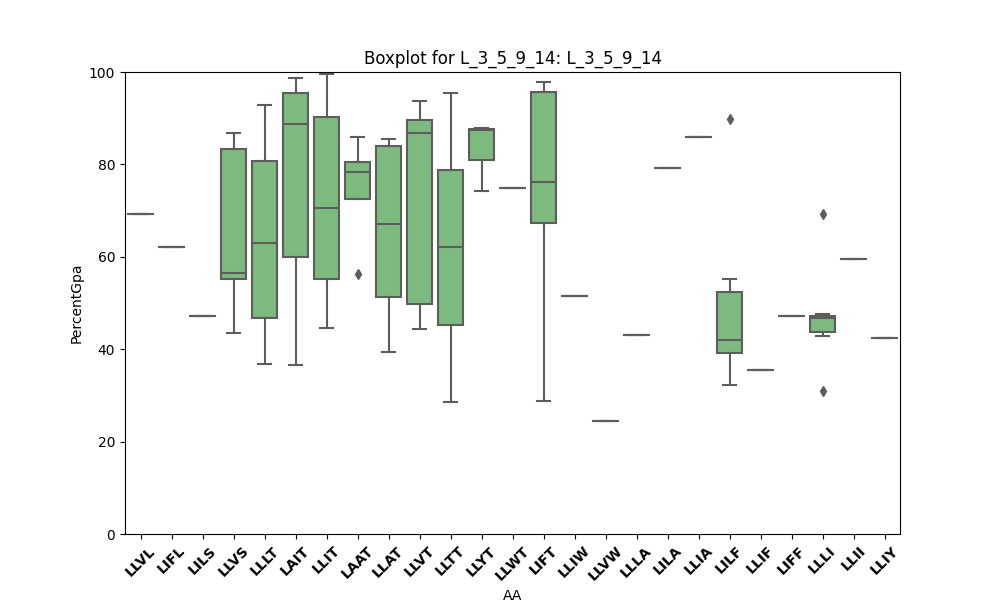 Boxplot for L_3_5_9_14: L_3_5_9_14
100
80
60
40
20
0
PercentGpa
LLVL LIFL LILS LLVS LLLT LAIT LLIT LAAT LLAT LLVT LLTT LLYT LLWT LIFT LLIW LLVW LLLA LILA LLIA LILF LLIF LIFF LLLI LLII LLIY
AA